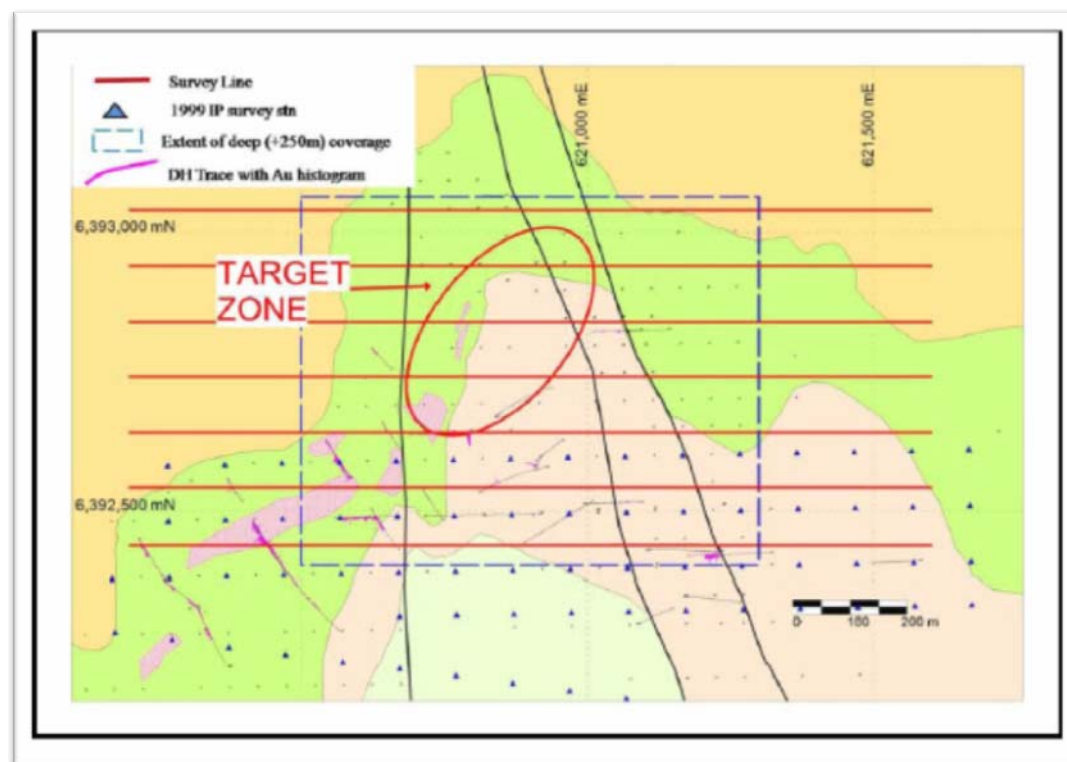 Survey Line
1999 IP survey stn
Extent of deep (+250m) coverage
DH Trace with Au histogram
621,000 mE
621,500 mE
6,393,000 mN
TARGET
ZONE
6,392,500 mN
0 100 200 m